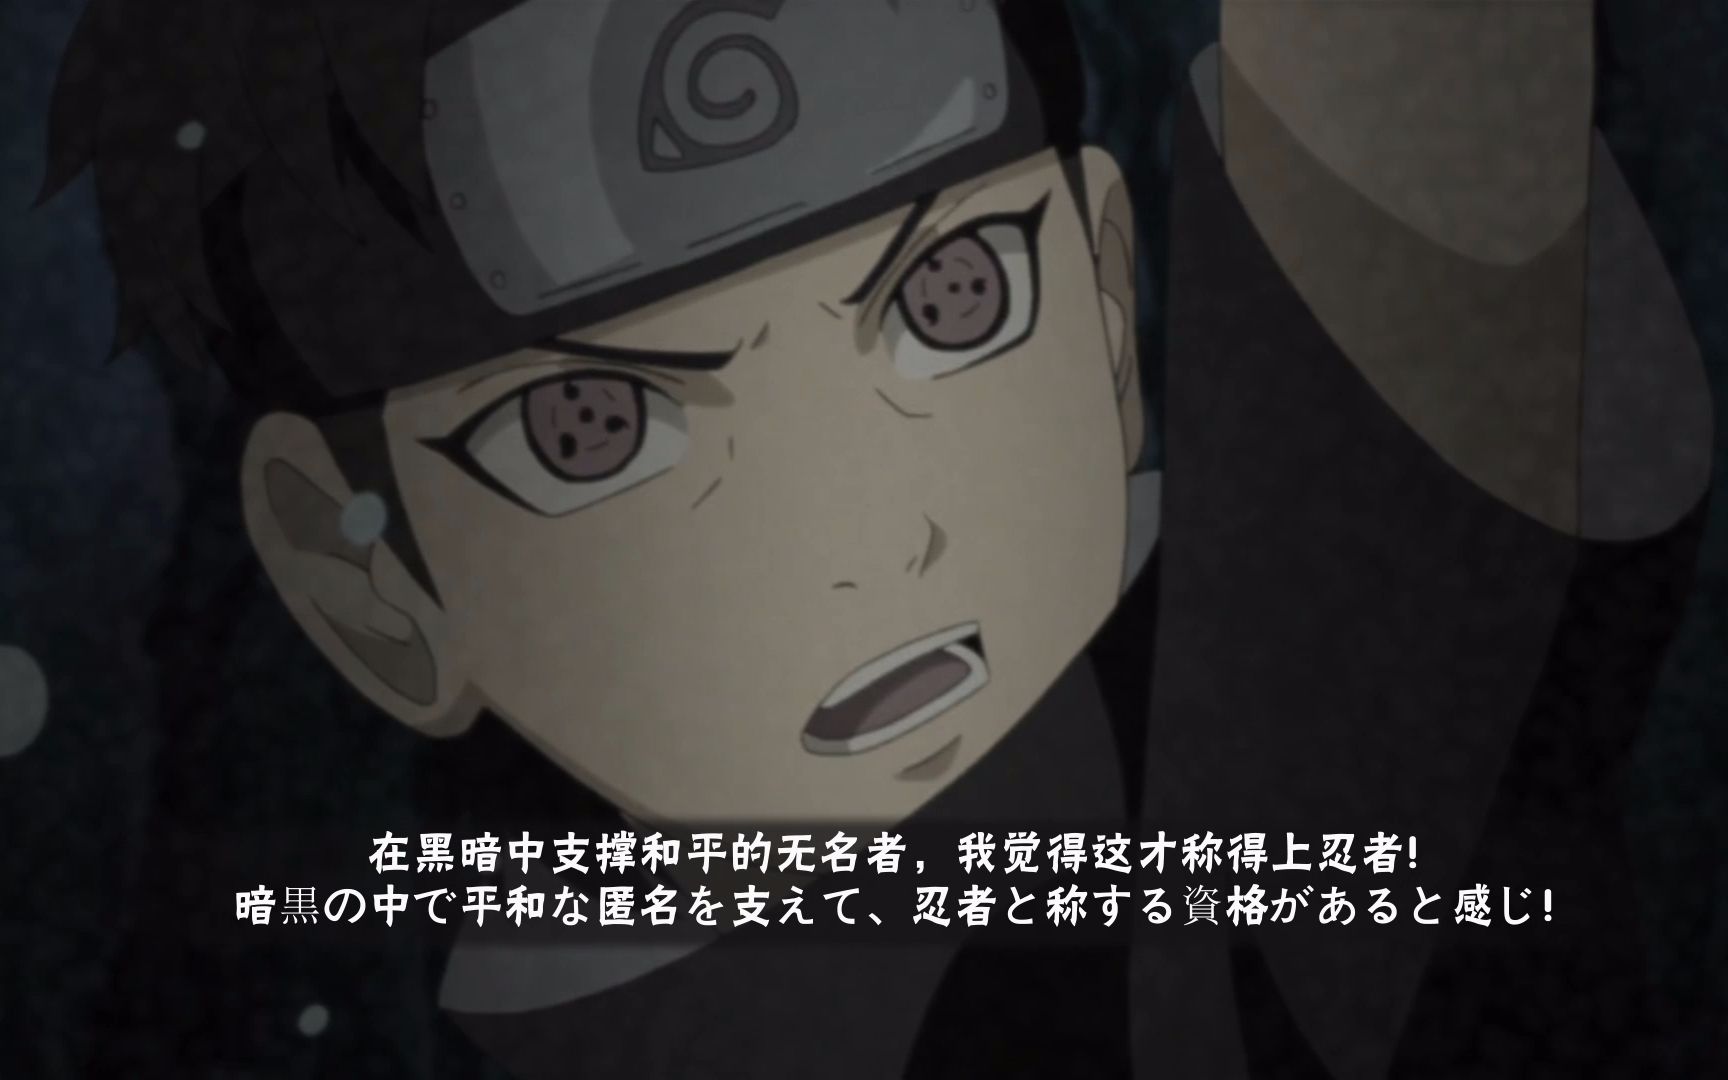 在黑暗中支撑和平的无名者，我觉得这才称得上忍者!
暗黒の中で平和な匿名を支えて、忍者と称する資格があると感じ!